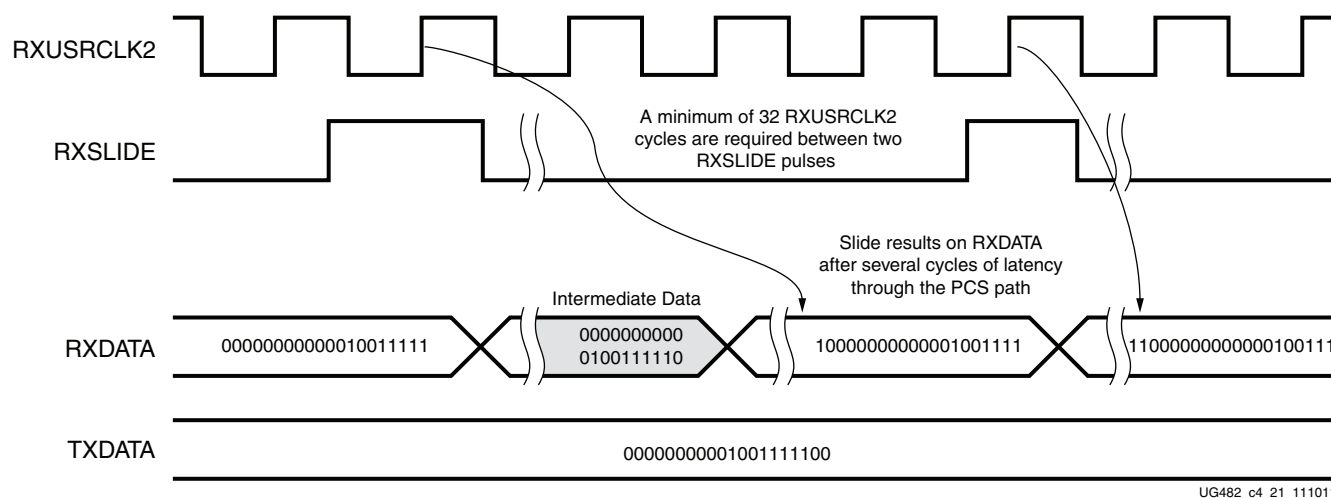 RXUSRCLK2
A minimum of 32 RXUSRCLK2
cycles are required between two
RXSLIDE pulses
RXSLIDE
Slide results on RXDATA
after several cycles of latency
through the PCS path
Intermediate Data
RXDATA
00000000000010011111
0000000000
0100111110
10000000000001001111
11000000000000100111
TXDATA
00000000001001111100
UG482_c4_21_11101